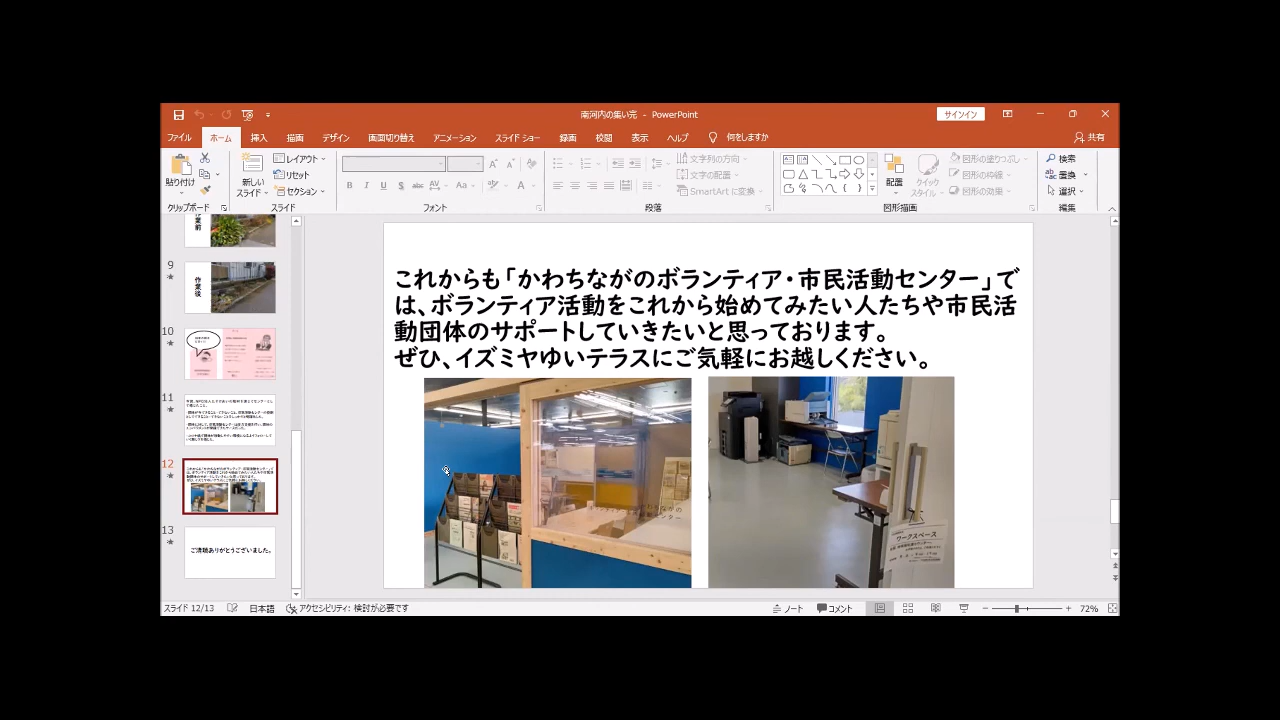 南河内の集い完 - PowerPoint
サインイン
ファイル ホーム 挿入 描画 デザイン 画面切り替え アニメーション スライド ショー 録画 校閲 表示 ヘルプ 何をしますか 共有
貼り付け
新しい
スライド
レイアウト
リセット
セクション
文字列の方向
文字の配置
SmartArt に変換
配置
クイック
スタイル
図形の塗りつぶし
図形の枠線
図形の効果
検索
置換
選択
クリップボード スライド フォント 段落 図形描画 編集
業前
9
作業後
10
11
12
13
ご清聴ありがとうございました。
これからも「かわちながのボランティア・市民活動センター」で
は、ボランティア活動をこれから始めてみたい人たちや市民活
動団体のサポートしていきたいと思っております。
ぜひ、イズミヤゆいテラスにご気軽にお越しください。
ワークスペース
スライド 12/13 日本語 アクセシビリティ: 検討が必要です ノート コメント 72%